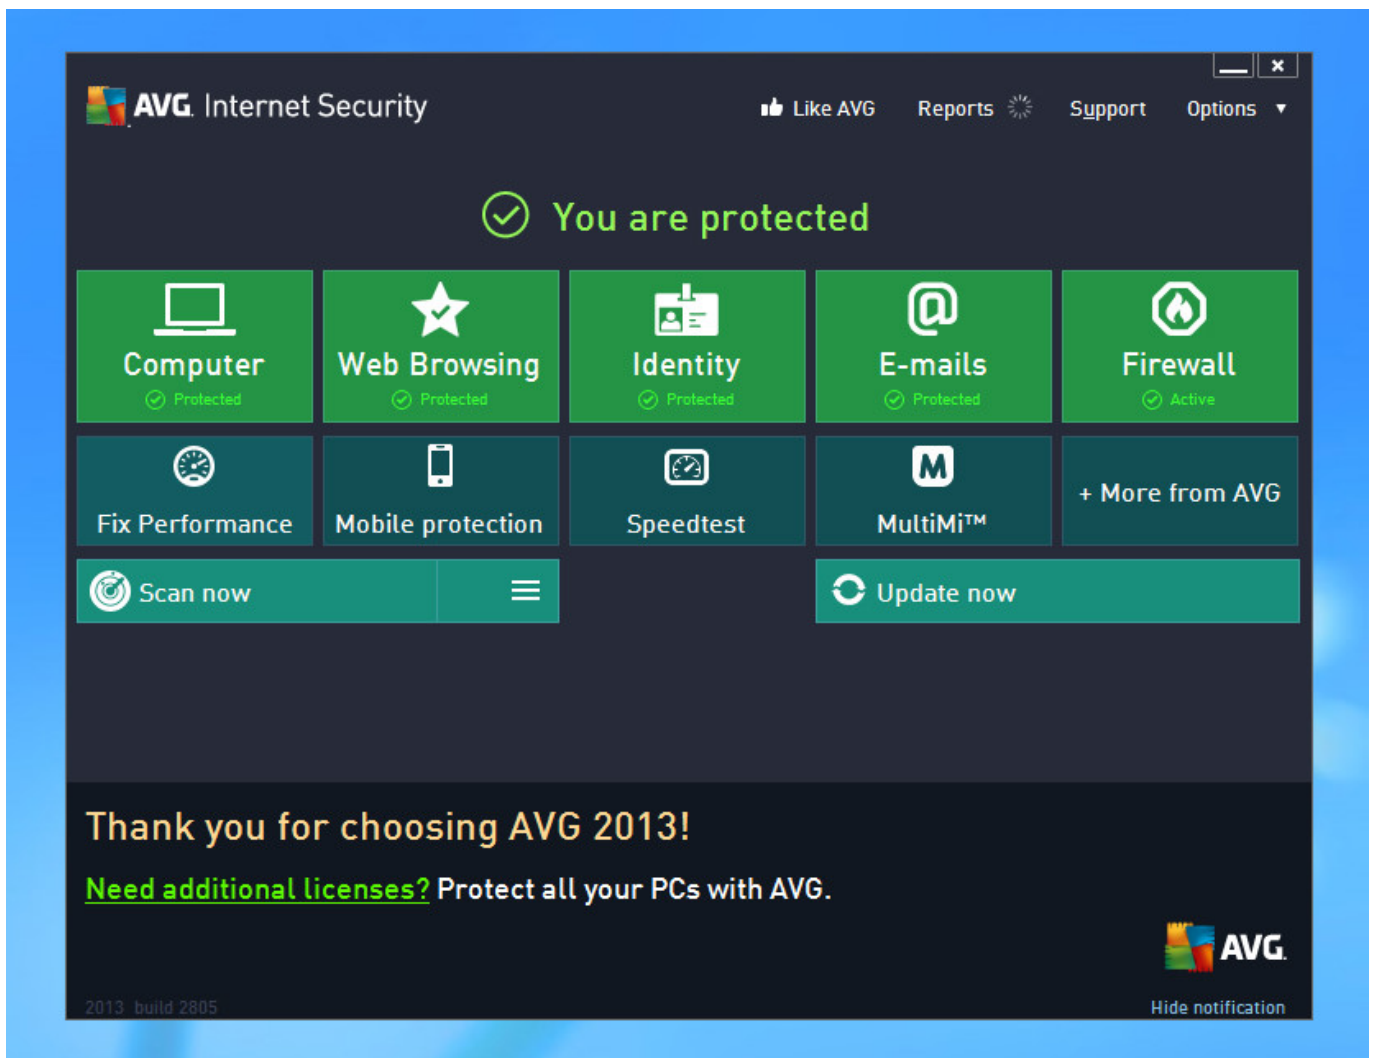 AVG. Internet Security
Like AVG Reports Support Options
You are protected
Computer Web Browsing Identity E-mails Firewall
Protected Protected Protected Protected Active
Fix Performance Mobile protection Speedtest MultiMi™ + More from AVG
Scan now Update now
Thank you for choosing AVG 2013!
Need additional licenses? Protect all your PCs with AVG.
AVG.
2013 build 2805 Hide notification